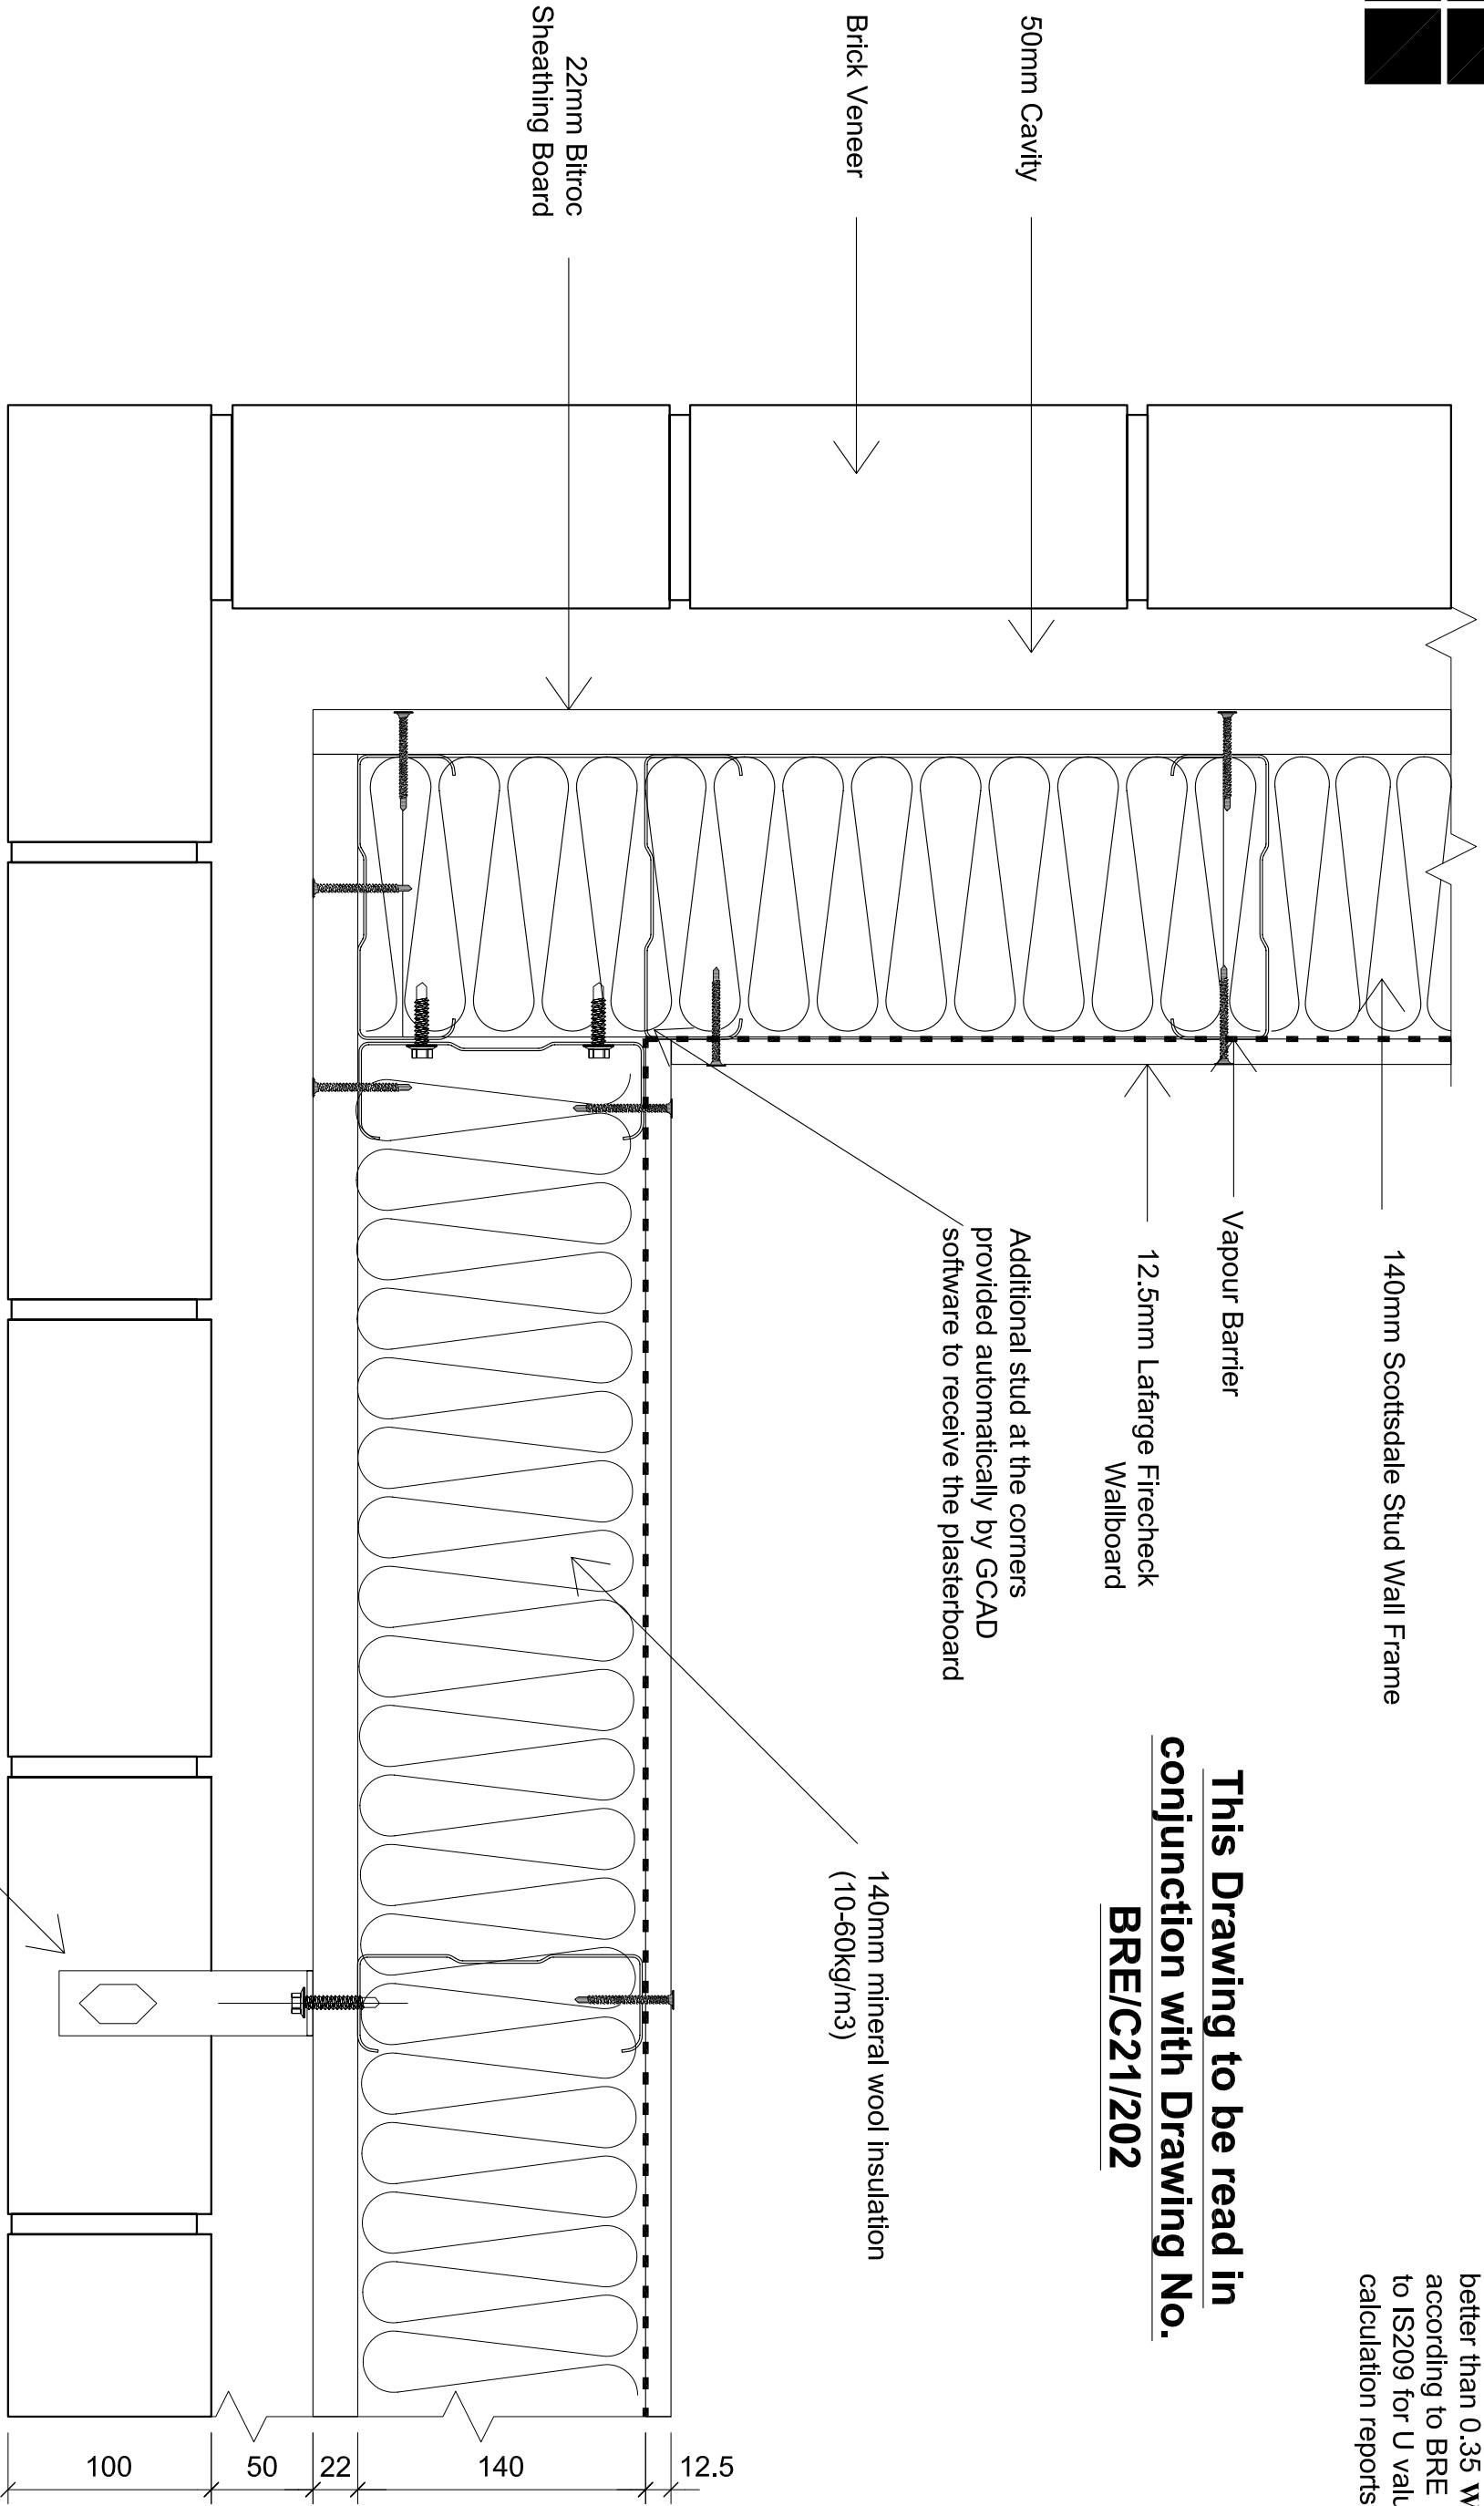 50mm Cavity
Brick Veneer
22mm Bitroc
Sheathing Board
140mm Scottsdale Stud Wall Frame
Vapour Barrier
12.5mm Lafarge Firecheck
Wallboard
Additional stud at the corners
provided automatically by GCAD
software to receive the plasterboard
This Drawing to be read in
conjunction with Drawing No.
BRE/C21/202
140mm mineral wool insulation
(10-60kg/m3)
better than 0.35
according to BRE
to IS209 for U
calculation reports
100
50
22
140
12.5